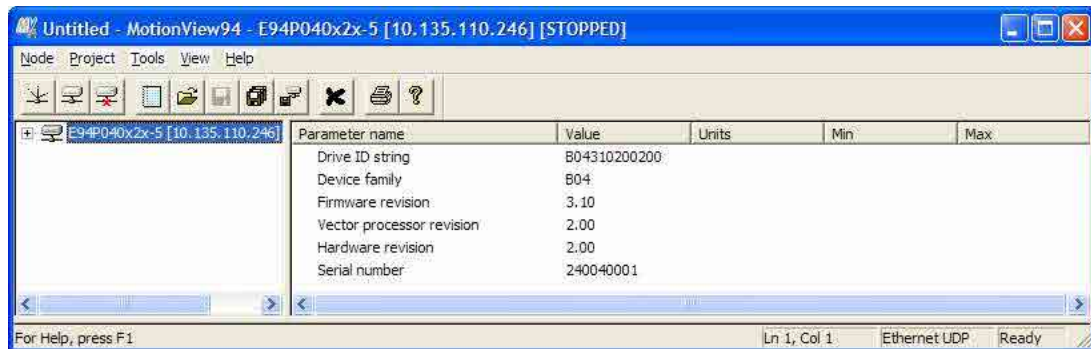 Untitled - MotionView94 - E94P040x2x-5 [10.135.110.246] [STOPPED]
Node Project Tools View Help
E94P040x2x-5 [10.135.110.246]
Parameter name Value Units Min Max
Drive ID string B04310200200
Device family B04
Firmware revision 3.10
Vector processor revision 2.00
Hardware revision 2.00
Serial number 240040001
For Help, press F1 Ln 1, Col 1 Ethernet UDP Ready